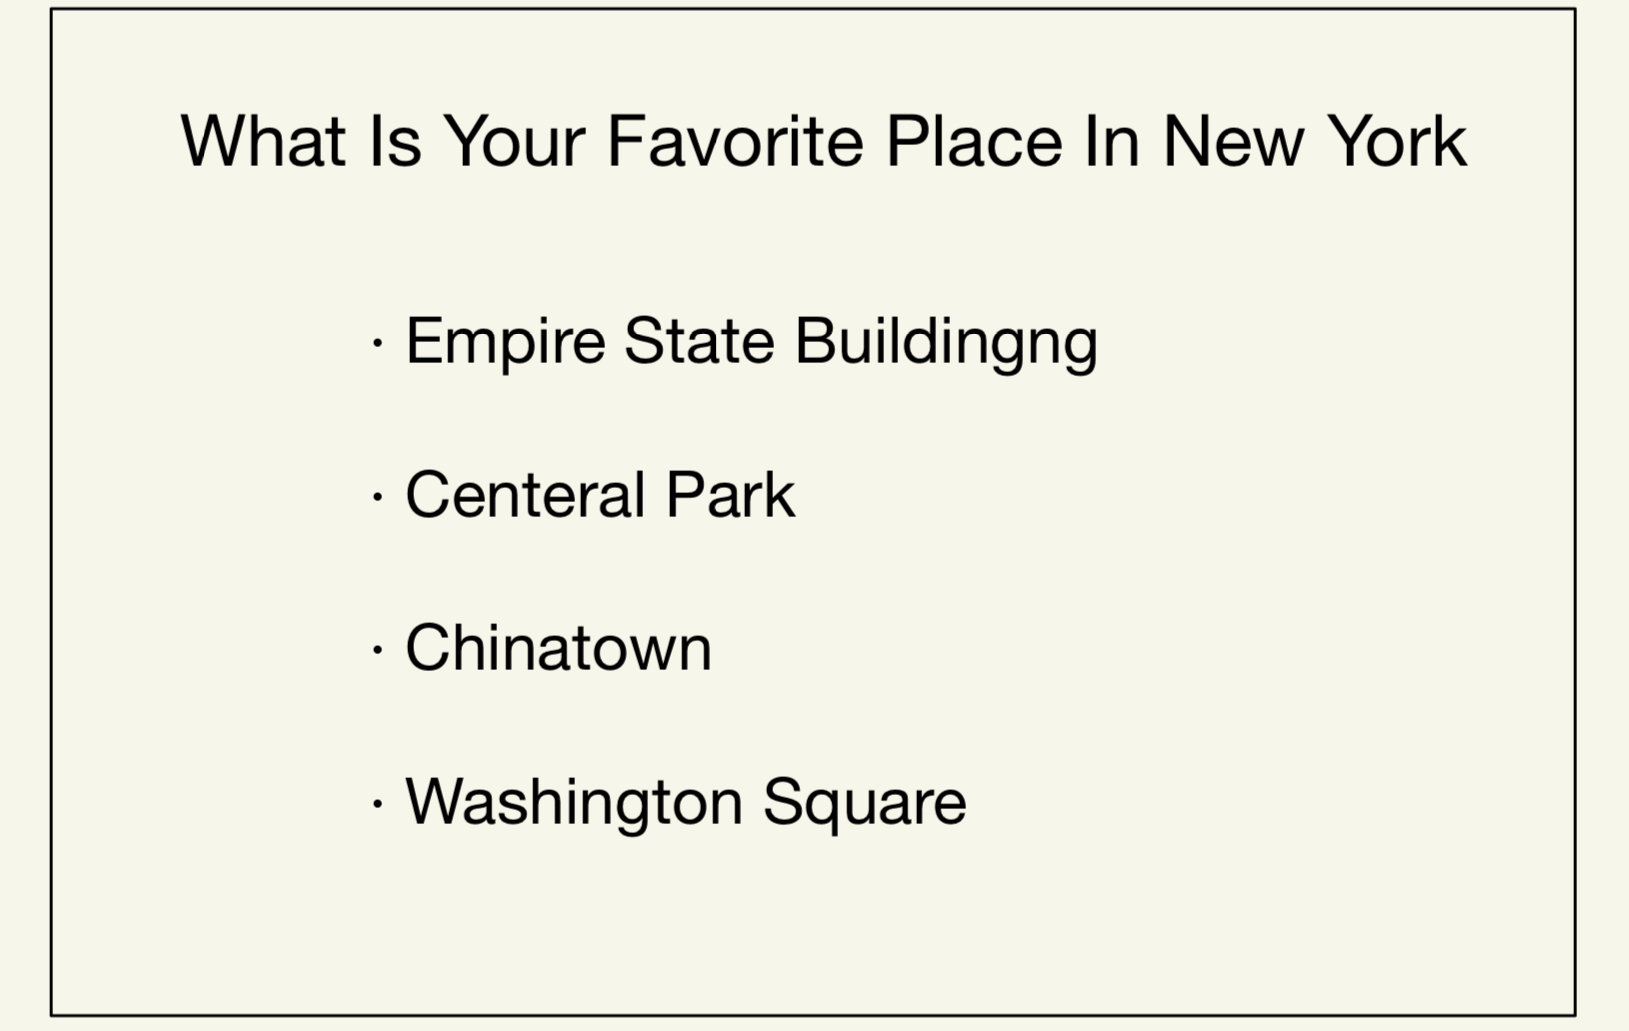 What Is Your Favorite Place In New York
· Empire State Buildingng
· Centeral Park
· Chinatown
· Washington Square